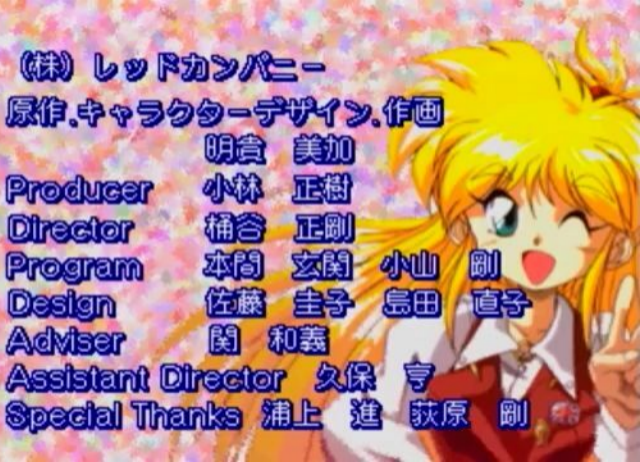 （株）レッドカンパニー
原作.キャラクターデザイン.作画
明貴 美加
Producer 小林 正樹
Director 桶谷 正剛
Program 本間 玄関 小山 剛
Design 佐藤 圭子 島田 直子
Adviser 関 和義
Assistant Director 久保 亨
Special Thanks 浦上 進 荻原 剛